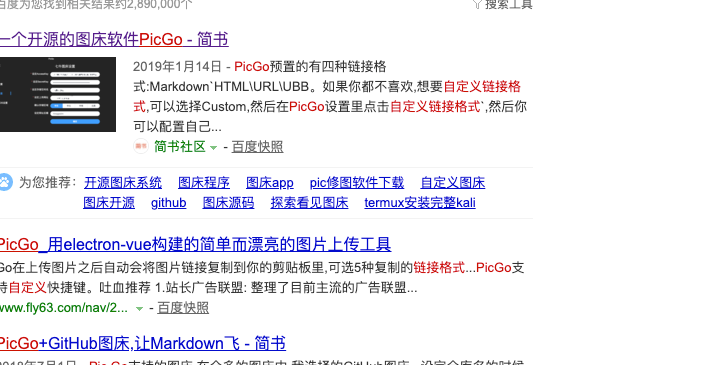 百度为您找到相关结果约2,890,000个
搜索工具
一个开源的图床软件PicGo - 简书
2019年1月14日 - PicGo预置的有四种链接格
式:Markdown`HTML\URL\UBB。如果你都不喜欢,想要自定义链接格
式,可以选择Custom,然后在PicGo设置里点击自定义链接格式`,然后你
可以配置自己...
简书社区 - 百度快照
为您推荐: 开源图床系统 图床程序 图床app pic修图软件下载 自定义图床
图床开源 github 图床源码 探索看见图床 termux安装完整kali
PicGo_用electron-vue构建的简单而漂亮的图片上传工具
Go在上传图片之后自动会将图片链接复制到你的剪贴板里,可选5种复制的链接格式...PicGo支
持自定义快捷键。吐血推荐 1.站长广告联盟: 整理了目前主流的广告联盟...
www.fly63.com/nav/2... - 百度快照
PicGo+GitHub图床,让Markdown飞 - 简书